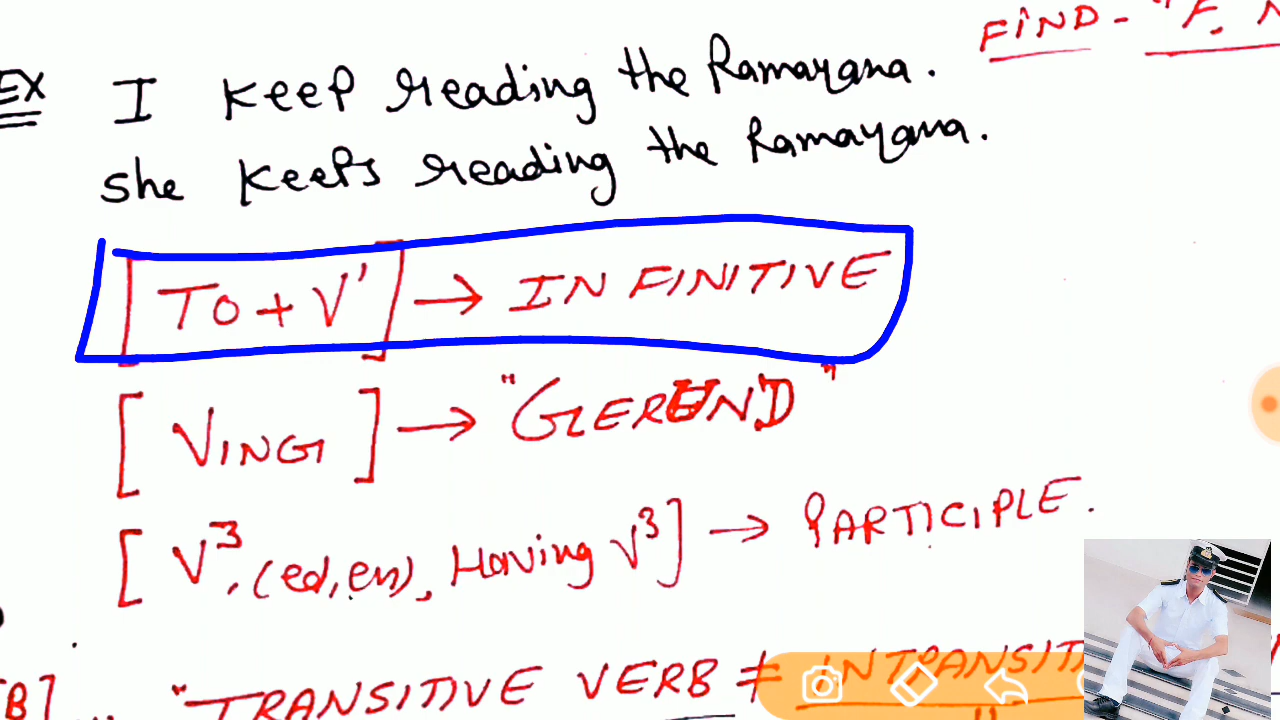 FIND - "F.
EX I KEEP reading the Ramayana.
she KEEPs reading the Ramayana.
[TO + V'] → INFINITIVE
[VING] → "GERUND"
[V3, (ed, en), Having V3] → PARTICIPLE.
B] "TRANSITIVE VERB ≠ INTRANSITI